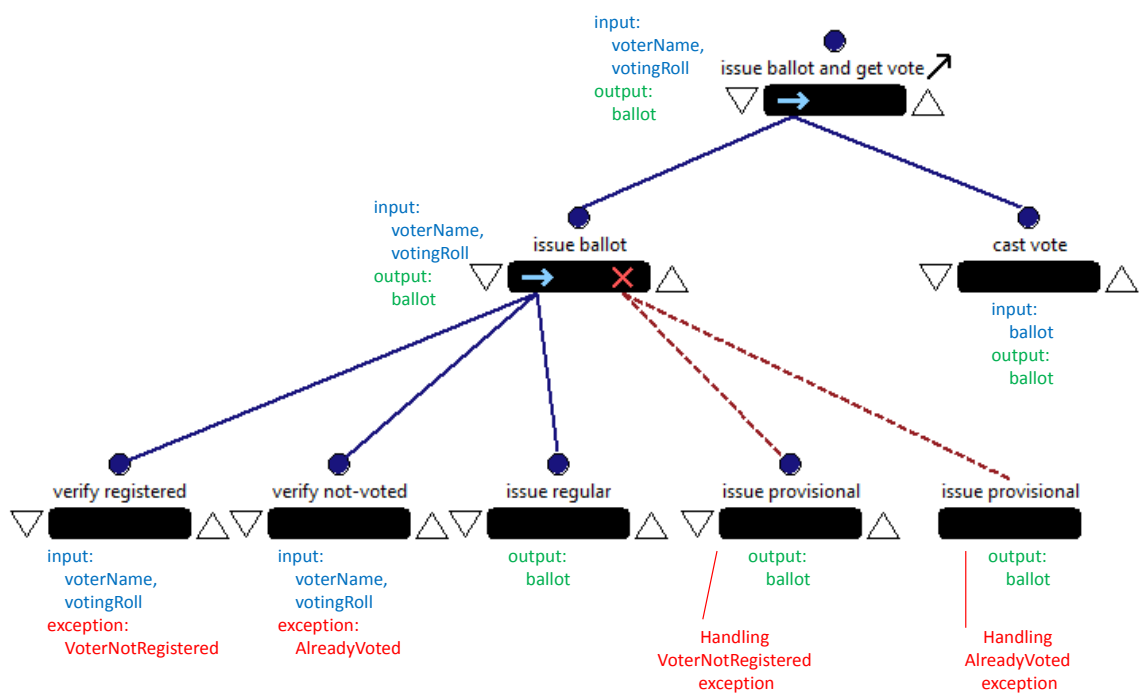 input:
voterName,
votingRoll
output:
ballot
issue ballot and get vote
input:
voterName,
votingRoll
output:
ballot
issue ballot
cast vote
input:
ballot
output:
ballot
verify registered
input:
voterName,
votingRoll
exception:
VoterNotRegistered
verify not-voted
input:
voterName,
votingRoll
exception:
AlreadyVoted
issue regular
output:
ballot
issue provisional
output:
ballot
Handling
VoterNotRegistered
exception
issue provisional
output:
ballot
Handling
AlreadyVoted
exception